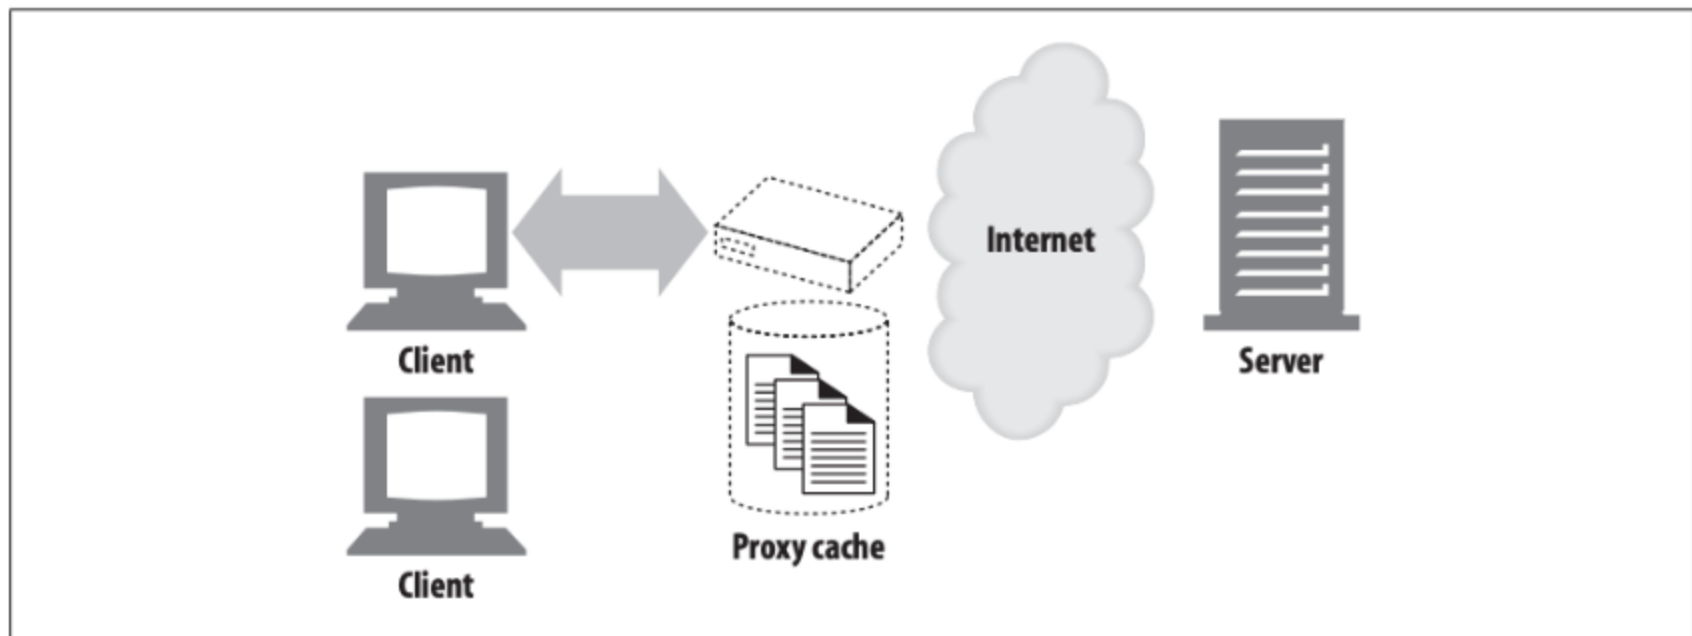 Internet
Client
Server
Proxy cache
Client